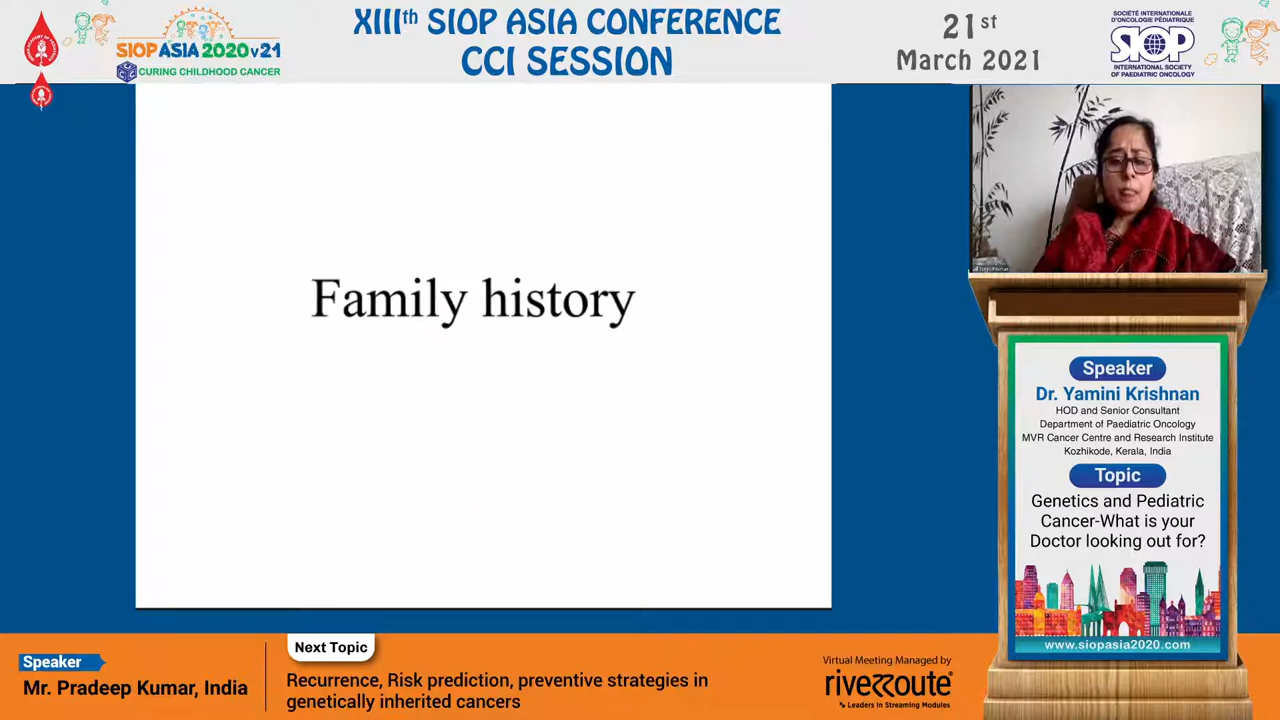 XIIIth SIOP ASIA CONFERENCE
CCI SESSION
SIOP ASIA 2020 v21
CCI CURING CHILDHOOD CANCER
21st
March 2021
SOCIÉTÉ INTERNATIONALE
D'ONCOLOGIE PÉDIATRIQUE
SIOP
INTERNATIONAL SOCIETY
OF PAEDIATRIC ONCOLOGY
Family history
Speaker
Dr. Yamini Krishnan
HOD and Senior Consultant
Department of Paediatric Oncology
MVR Cancer Centre and Research Institute
Kozhikode, Kerala, India
Topic
Genetics and Pediatric
Cancer-What is your
Doctor looking out for?
www.siopasia2020.com
Speaker
Mr. Pradeep Kumar, India
Next Topic
Recurrence, Risk prediction, preventive strategies in
genetically inherited cancers
Virtual Meeting Managed by
riveRoute
Leaders in Streaming Modules